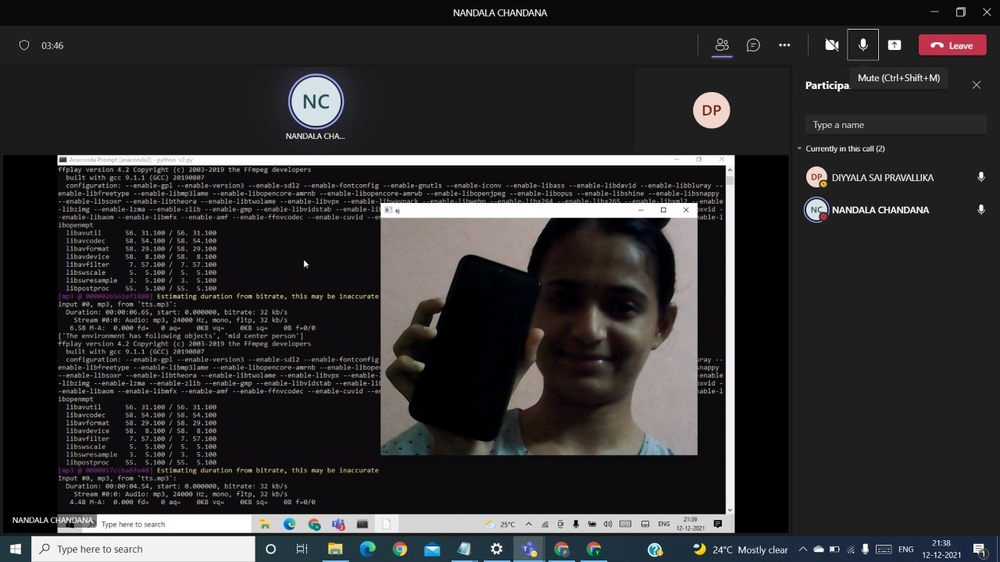 NANDALA CHANDANA
03:46
Leave
Mute (Ctrl+Shift+M)
NC
NANDALA CHA...
DP
Participa
Type a name
Currently in this call (2)
DP DIYYALA SAI PRAVALLIKA
NC NANDALA CHANDANA
Anaconda Prompt (anaconda3) - python v2.py
ffplay version 4.2 Copyright (c) 2003-2019 the FFmpeg developers
built with gcc 9.1.1 (GCC) 20190807
configuration: --enable-gpl --enable-version3 --enable-sdl2 --enable-fontconfig --enable-gnutls --enable-iconv --enable-libass --enable-libdav1d --enable-libbluray --
enable-libfreetype --enable-libmp3lame --enable-libopencore-amrnb --enable-libopencore-amrwb --enable-libopenjpeg --enable-libopus --enable-libshine --enable-libsnappy
--enable-libsoxr --enable-libtheora --enable-libtwolame --enable-libvpx --enable-libwavpack --enable-libwebp --enable-libx264 --enable-libx265 --enable-libxml2 --enable-
libzimg --enable-lzma --enable-zlib --enable-gmp --enable-libvidstab --enable-lib
xvid -
-enable-libaom --enable-libmfx --enable-amf --enable-ffnvcodec --enable-cuvid --en
-enable-l
ibopenmpt
libavutil 56. 31.100 / 56. 31.100
libavcodec 58. 54.100 / 58. 54.100
libavformat 58. 29.100 / 58. 29.100
libavdevice 58. 8.100 / 58. 8.100
libavfilter 7. 57.100 / 7. 57.100
libswscale 5. 5.100 / 5. 5.100
libswresample 3. 5.100 / 3. 5.100
libpostproc 55. 5.100 / 55. 5.100
[mp3 @ 0000026561ef1880] Estimating duration from bitrate, this may be inaccurate
Input #0, mp3, from 'tts.mp3':
Duration: 00:00:06.65, start: 0.000000, bitrate: 32 kb/s
Stream #0:0: Audio: mp3, 24000 Hz, mono, fltp, 32 kb/s
6.58 M-A: 0.000 fd= 0 aq= 0KB vq= 0KB sq= 0B f=0/0
['The environment has following objects', 'mid center person']
ffplay version 4.2 Copyright (c) 2003-2019 the FFmpeg developers
built with gcc 9.1.1 (GCC) 20190807
configuration: --enable-gpl --enable-version3 --enable-sdl2 --enable-fontconfig
uray --
enable-libfreetype --enable-libmp3lame --enable-libopencore-amrnb --enable-libopen
snappy
--enable-libsoxr --enable-libtheora --enable-libtwolame --enable-libvpx --enable-l
enable-
libzimg --enable-lzma --enable-zlib --enable-gmp --enable-libvidstab --enable-lib
xvid -
-enable-libaom --enable-libmfx --enable-amf --enable-ffnvcodec --enable-cuvid --en
-enable-l
ibopenmpt
libavutil 56. 31.100 / 56. 31.100
libavcodec 58. 54.100 / 58. 54.100
libavformat 58. 29.100 / 58. 29.100
libavdevice 58. 8.100 / 58. 8.100
libavfilter 7. 57.100 / 7. 57.100
libswscale 5. 5.100 / 5. 5.100
libswresample 3. 5.100 / 3. 5.100
libpostproc 55. 5.100 / 55. 5.100
[mp3 @ 0000017ccba6fe40] Estimating duration from bitrate, this may be inaccurate
Input #0, mp3, from 'tts.mp3':
Duration: 00:00:04.54, start: 0.000000, bitrate: 32 kb/s
Stream #0:0: Audio: mp3, 24000 Hz, mono, fltp, 32 kb/s
4.48 M-A: 0.000 fd= 0 aq= 0KB vq= 0KB sq= 0B f=0/0
aj
NANDALA CHANDANA
Type here to search
25°C
ENG
21:39
12-12-2021
Type here to search
24°C Mostly clear
ENG
21:38
12-12-2021